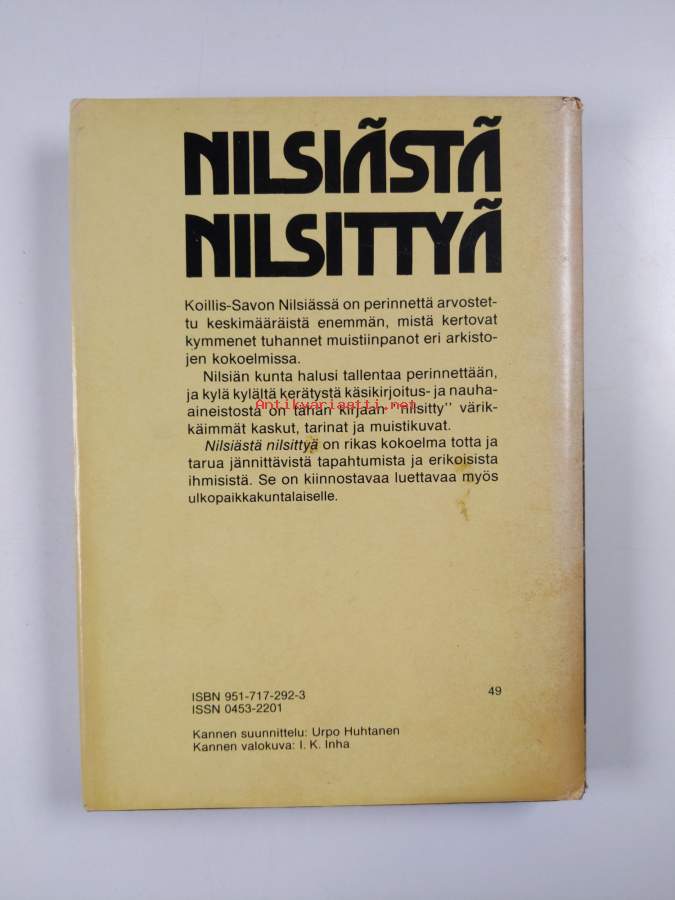 NILSIÄSTÄ
NILSITTYÄ
Koillis-Savon Nilsiässä on perinnettä arvostet-
tu keskimääräistä enemmän, mistä kertovat
kymmenet tuhannet muistiinpanot eri arkisto-
jen kokoelmissa.
Nilsiän kunta halusi tallentaa perinnettään,
ja kylä kylältä kerätystä käsikirjoitus- ja nauha-
aineistosta on tähän kirjaan "nilsitty" värik-
Antikvariaatti.net
käimmät kaskut, tarinat ja muistikuvat.
Nilsiästä nilsittyä on rikas kokoelma totta ja
tarua jännittävistä tapahtumista ja erikoisista
ihmisistä. Se on kiinnostavaa luettavaa myös
ulkopaikkakuntalaiselle.
ISBN 951-717-292-3 49
ISSN 0453-2201
Kannen suunnittelu: Urpo Huhtanen
Kannen valokuva: I. K. Inha